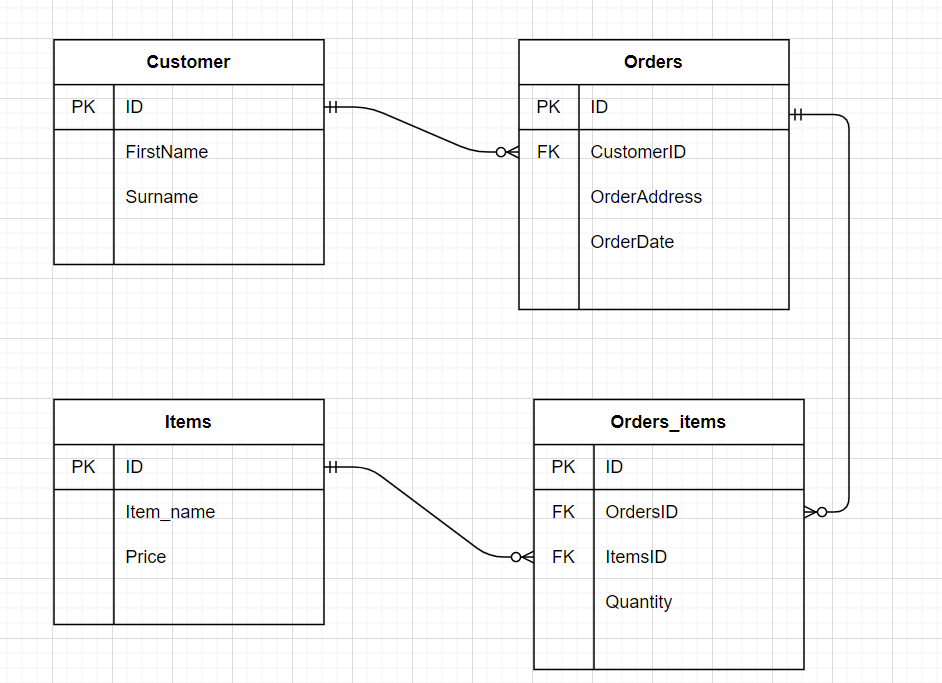 Customer
PK ID
FirstName
Surname
Orders
PK ID
FK CustomerID
OrderAddress
OrderDate
Items
PK ID
Item_name
Price
Orders_items
PK ID
FK OrdersID
FK ItemsID
Quantity